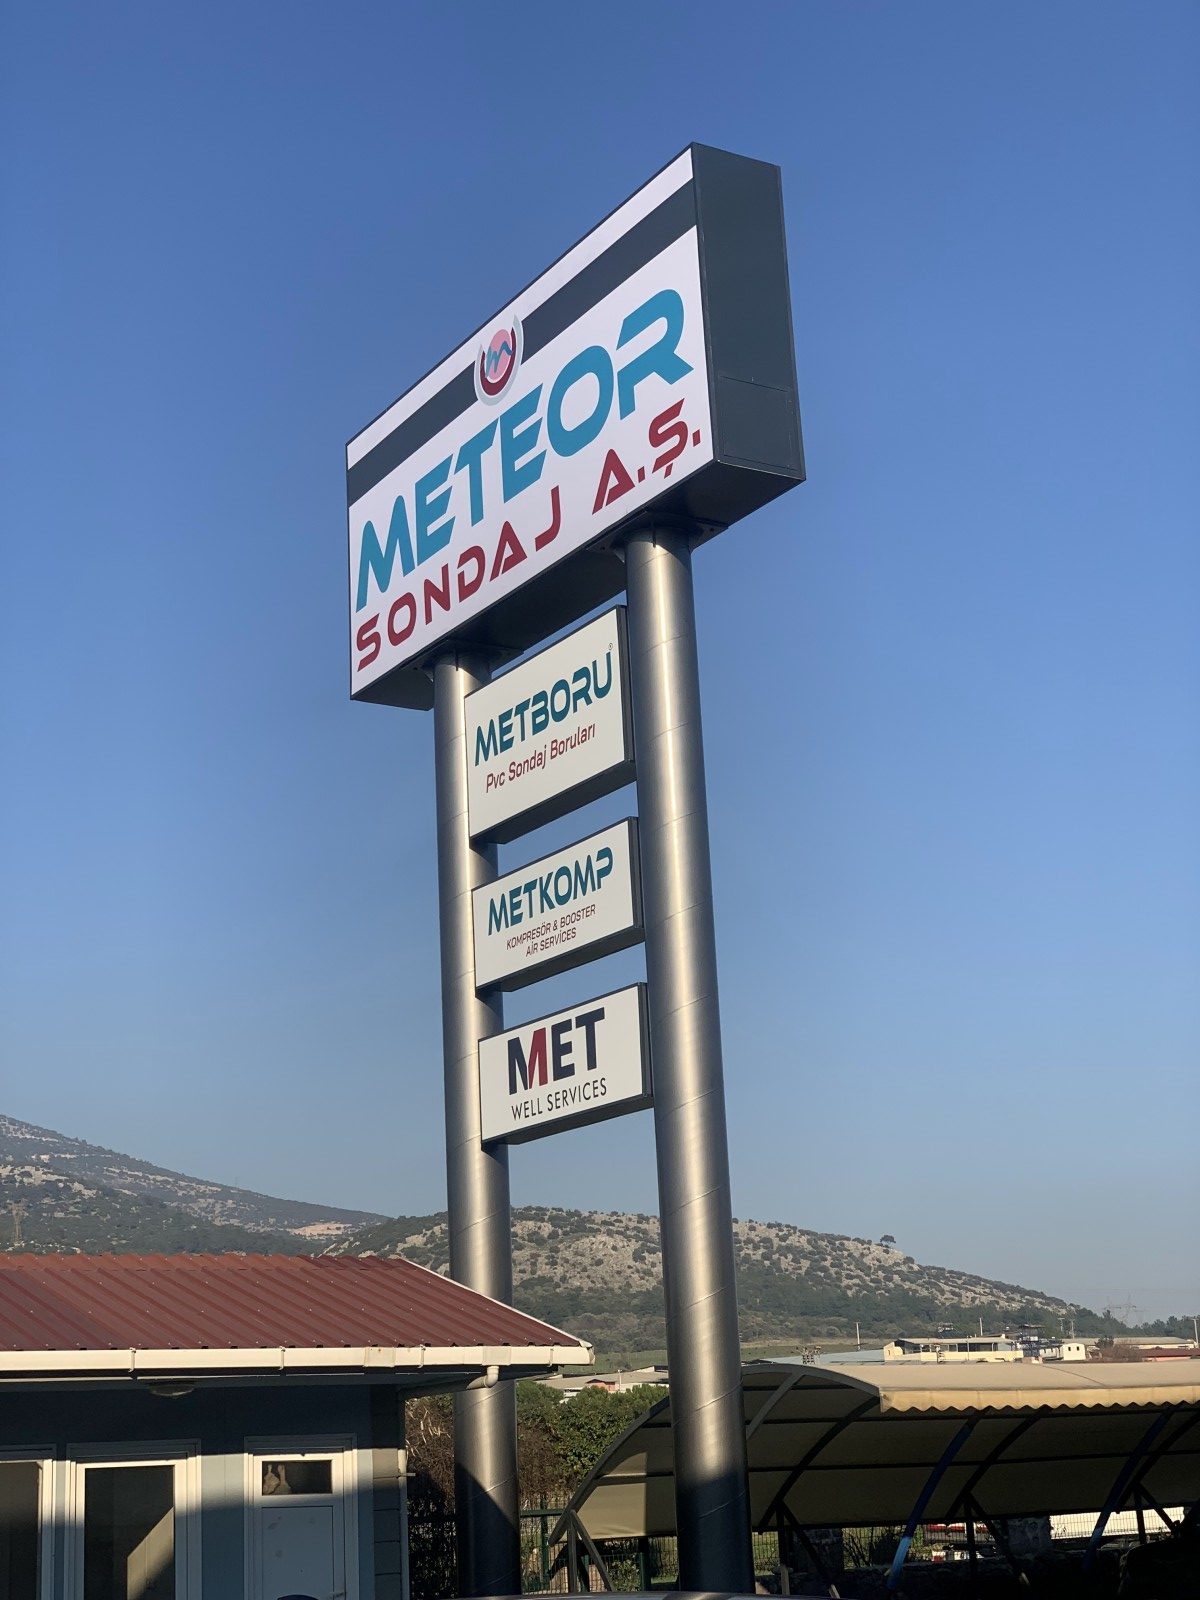 METEOR
SONDAJ A.Ş.
METBORU®
Pvc Sondaj Boruları
METKOMP
KOMPRESÖR & BOOSTER
AİR SERVİCES
MET
WELL SERVICES